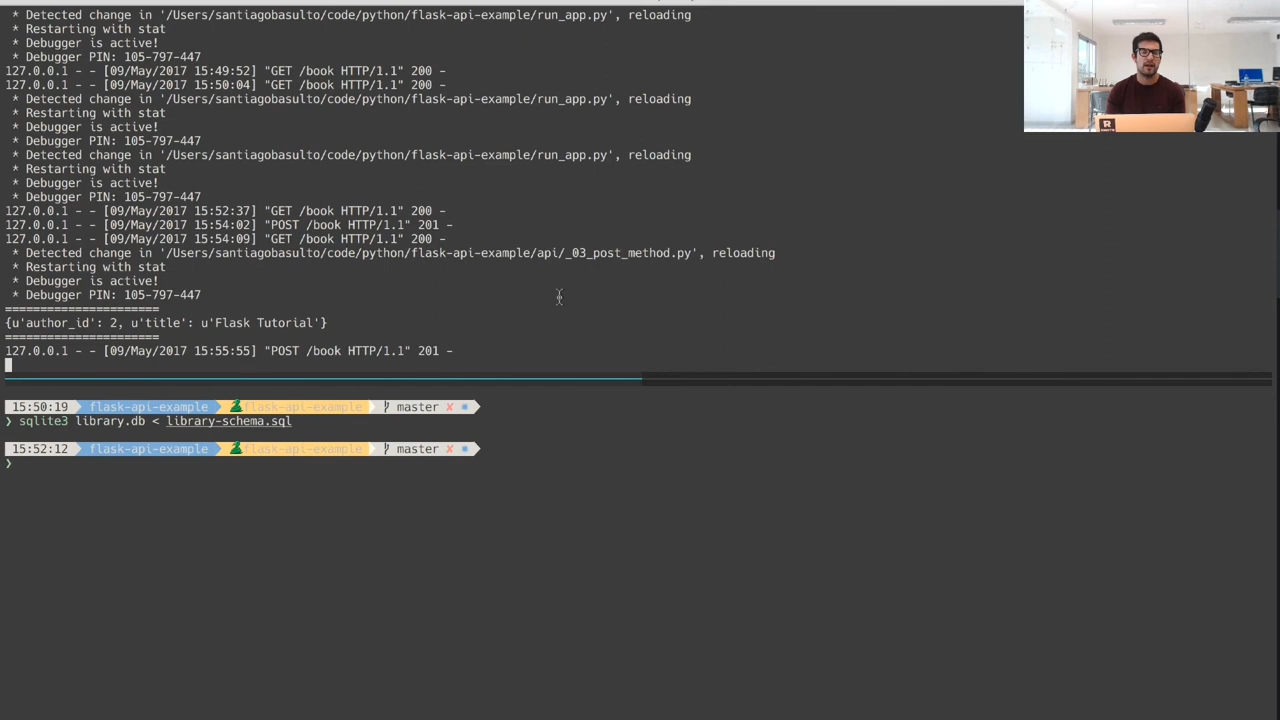 * Detected change in '/Users/santiagobasulto/code/python/flask-api-example/run_app.py', reloading
* Restarting with stat
* Debugger is active!
* Debugger PIN: 105-797-447
127.0.0.1 - - [09/May/2017 15:49:52] "GET /book HTTP/1.1" 200 -
127.0.0.1 - - [09/May/2017 15:50:04] "GET /book HTTP/1.1" 200 -
* Detected change in '/Users/santiagobasulto/code/python/flask-api-example/run_app.py', reloading
* Restarting with stat
* Debugger is active!
* Debugger PIN: 105-797-447
* Detected change in '/Users/santiagobasulto/code/python/flask-api-example/run_app.py', reloading
* Restarting with stat
* Debugger is active!
* Debugger PIN: 105-797-447
127.0.0.1 - - [09/May/2017 15:52:37] "GET /book HTTP/1.1" 200 -
127.0.0.1 - - [09/May/2017 15:54:02] "POST /book HTTP/1.1" 201 -
127.0.0.1 - - [09/May/2017 15:54:09] "GET /book HTTP/1.1" 200 -
* Detected change in '/Users/santiagobasulto/code/python/flask-api-example/api/_03_post_method.py', reloading
* Restarting with stat
* Debugger is active!
* Debugger PIN: 105-797-447
======================
{u'author_id': 2, u'title': u'Flask Tutorial'}
======================
127.0.0.1 - - [09/May/2017 15:55:55] "POST /book HTTP/1.1" 201 -
15:50:19 flask-api-example flask-api-example master ✘
❯ sqlite3 library.db < library-schema.sql
15:52:12 flask-api-example flask-api-example master ✘
❯